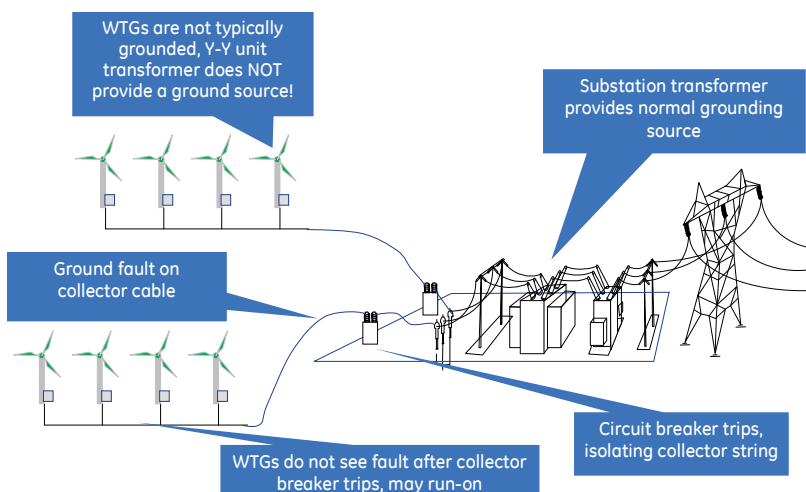 WTGs are not typically
grounded, Y-Y unit
transformer does NOT
provide a ground source!
Substation transformer
provides normal grounding
source
Ground fault on
collector cable
Circuit breaker trips,
isolating collector string
WTGs do not see fault after collector
breaker trips, may run-on